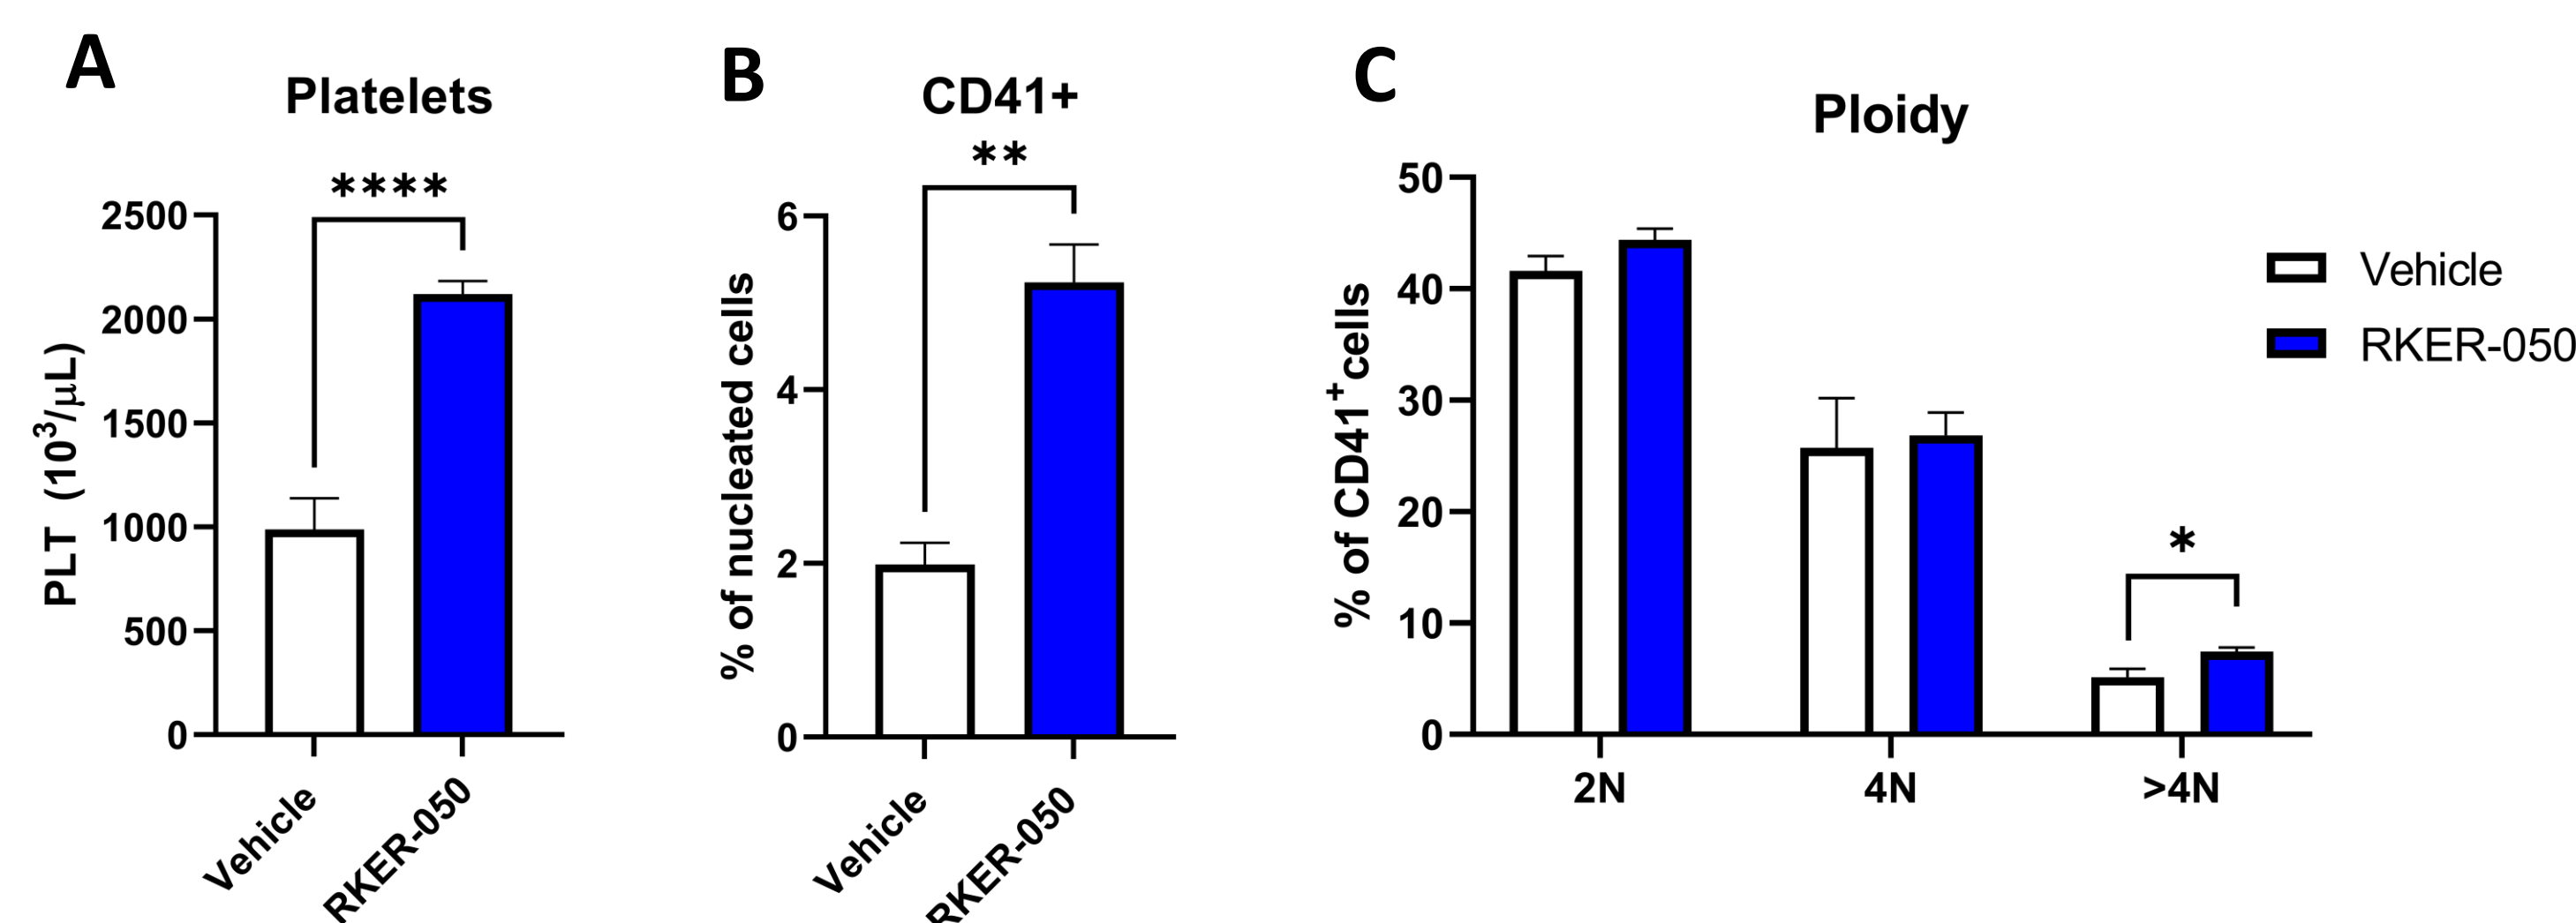 A
Platelets
****
PLT (10³/µL)
2500
2000
1500
1000
500
0
Vehicle
RKER-050
B
CD41+
**
% of nucleated cells
6
4
2
0
Vehicle
RKER-050
C
Ploidy
% of CD41⁺cells
50
40
30
20
10
0
*
2N
4N
>4N
Vehicle
RKER-050